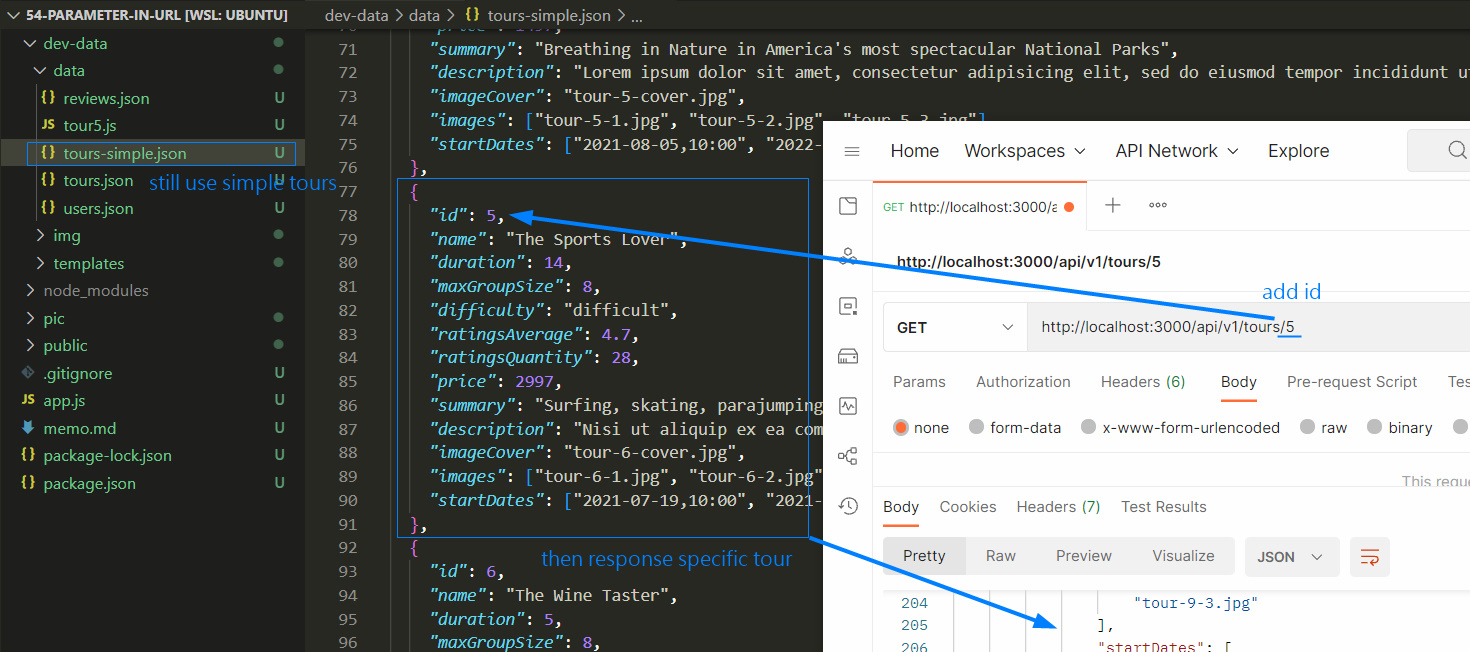 54-PARAMETER-IN-URL [WSL: UBUNTU]
dev-data
data
reviews.json U
JS tour5.js U
tours-simple.json U
tours.json U
still use simple tours
users.json U
img
templates
node_modules
pic
public
.gitignore U
JS app.js U
memo.md U
package-lock.json U
package.json U
dev-data > data > {} tours-simple.json > ...
71 "summary": "Breathing in Nature in America's most spectacular National Parks",
72 "description": "Lorem ipsum dolor sit amet, consectetur adipisicing elit, sed do eiusmod tempor incididunt ut
73 "imageCover": "tour-5-cover.jpg",
74 "images": ["tour-5-1.jpg", "tour-5-2.jpg", "tour-5-3.jpg"],
75 "startDates": ["2021-08-05,10:00", "2022-
76 },
77 {
78 "id": 5,
79 "name": "The Sports Lover",
80 "duration": 14,
81 "maxGroupSize": 8,
82 "difficulty": "difficult",
83 "ratingsAverage": 4.7,
84 "ratingsQuantity": 28,
85 "price": 2997,
86 "summary": "Surfing, skating, parajumping
87 "description": "Nisi ut aliquip ex ea com
88 "imageCover": "tour-6-cover.jpg",
89 "images": ["tour-6-1.jpg", "tour-6-2.jpg"
90 "startDates": ["2021-07-19,10:00", "2021-
91 },
then response specific tour
92 {
93 "id": 6,
94 "name": "The Wine Taster",
95 "duration": 5,
96 "maxGroupSize": 8,
Home Workspaces API Network Explore
GET http://localhost:3000/a
http://localhost:3000/api/v1/tours/5
add id
GET http://localhost:3000/api/v1/tours/5
Params Authorization Headers (6) Body Pre-request Script Tes
none form-data x-www-form-urlencoded raw binary
This reque
Body Cookies Headers (7) Test Results
Pretty Raw Preview Visualize JSON
204 "tour-9-3.jpg"
205 ],
206 "startDates": [